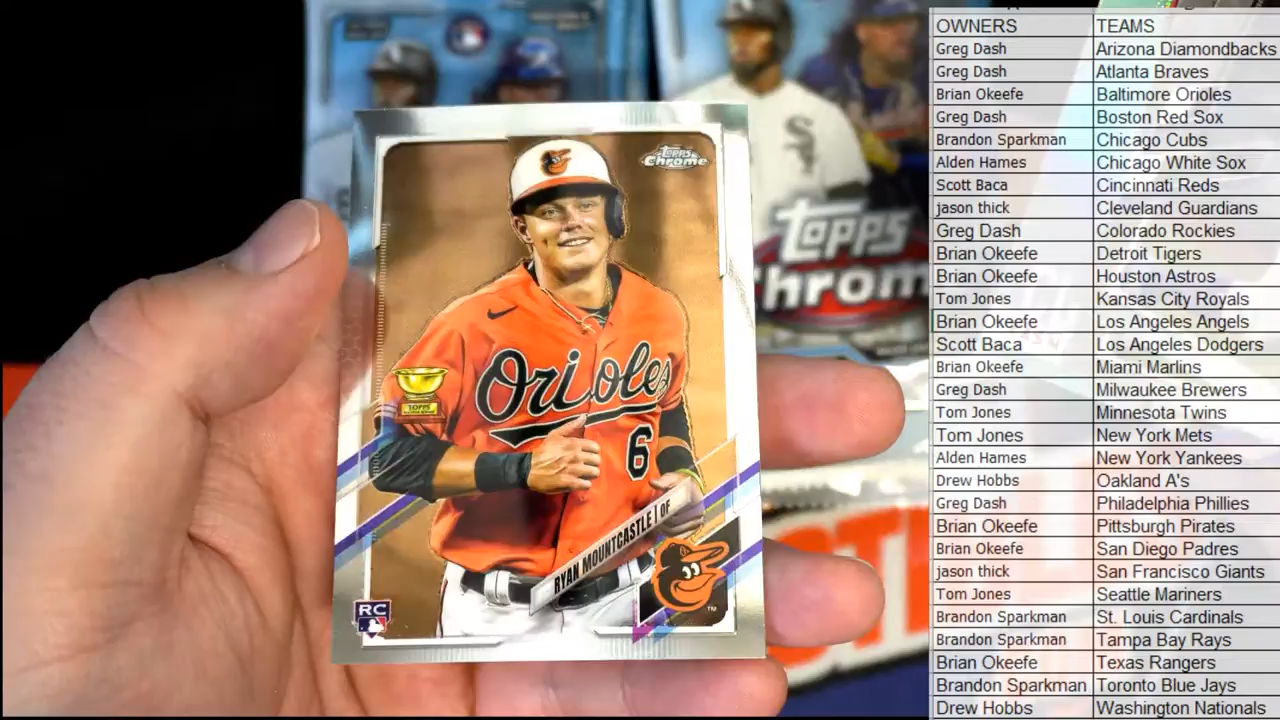 OWNERS TEAMS
Greg Dash Arizona Diamondbacks
Greg Dash Atlanta Braves
Brian Okeefe Baltimore Orioles
Greg Dash Boston Red Sox
Brandon Sparkman Chicago Cubs
Alden Hames Chicago White Sox
Scott Baca Cincinnati Reds
jason thick Cleveland Guardians
Greg Dash Colorado Rockies
Brian Okeefe Detroit Tigers
Brian Okeefe Houston Astros
Tom Jones Kansas City Royals
Brian Okeefe Los Angeles Angels
Scott Baca Los Angeles Dodgers
Brian Okeefe Miami Marlins
Greg Dash Milwaukee Brewers
Tom Jones Minnesota Twins
Tom Jones New York Mets
Alden Hames New York Yankees
Drew Hobbs Oakland A's
Greg Dash Philadelphia Phillies
Brian Okeefe Pittsburgh Pirates
Brian Okeefe San Diego Padres
jason thick San Francisco Giants
Tom Jones Seattle Mariners
Brandon Sparkman St. Louis Cardinals
Brandon Sparkman Tampa Bay Rays
Brian Okeefe Texas Rangers
Brandon Sparkman Toronto Blue Jays
Drew Hobbs Washington Nationals
Topps
Chrome
Orioles
6
TOPPS
RYAN MOUNTCASTLE | OF
RC
TM
Topps
Chrom